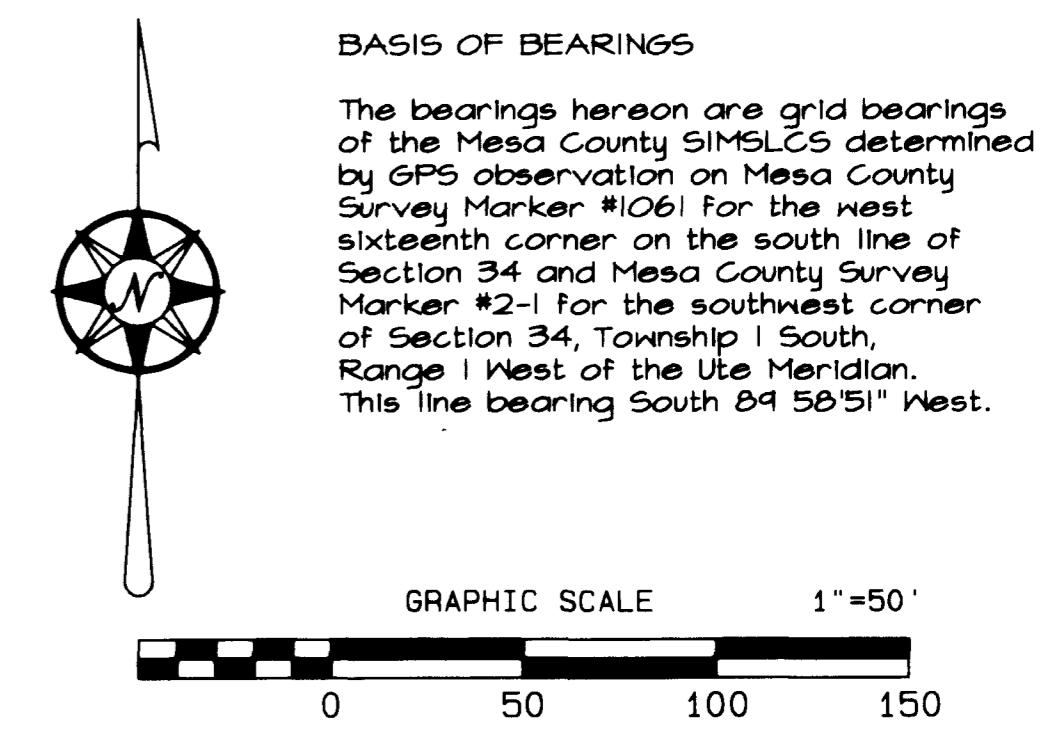 BASIS OF BEARINGS
The bearings hereon are grid bearings
of the Mesa County SIMSLCS determined
by GPS observation on Mesa County
Survey Marker #1061 for the west
sixteenth corner on the south line of
Section 34 and Mesa County Survey
Marker #2-1 for the southwest corner
of Section 34, Township 1 South,
Range 1 West of the Ute Meridian.
This line bearing South 89 58'51" West.
N
GRAPHIC SCALE 1"=50'
0 50 100 150